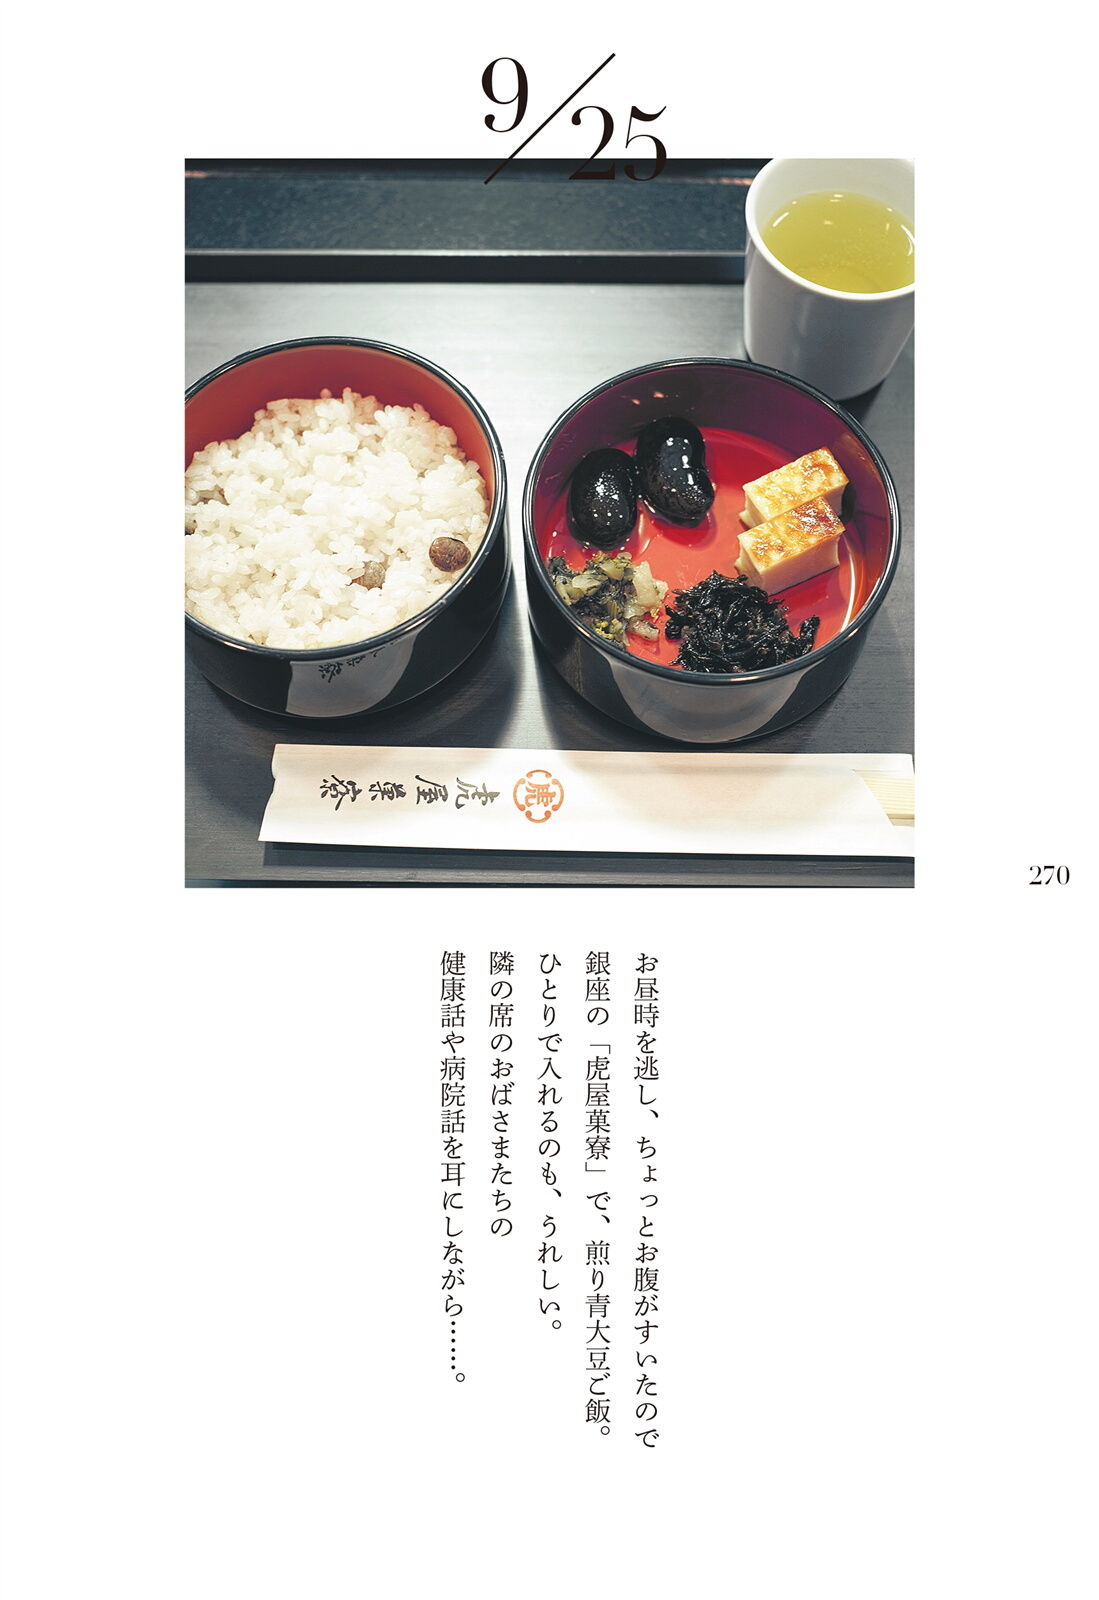 9/25
虎
虎屋菓寮
270
お昼時を逃し、ちょっとお腹がすいたので
銀座の「虎屋菓寮」で、煎り青大豆ご飯。
ひとりで入れるのも、うれしい。
隣の席のおばさまたちの
健康話や病院話を耳にしながら……。